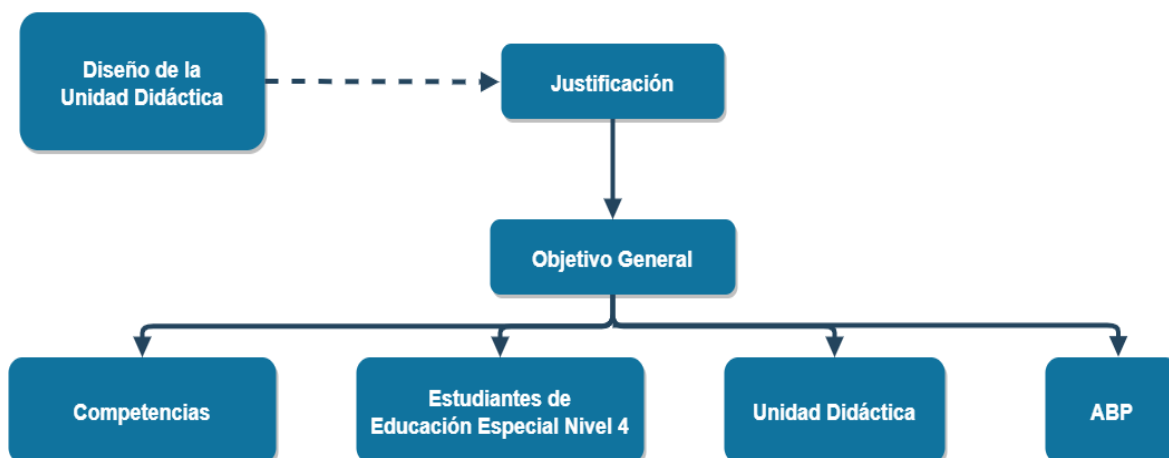 Diseño de la
Unidad Didáctica
Justificación
Objetivo General
Competencias
Estudiantes de
Educación Especial Nivel 4
Unidad Didáctica
ABP